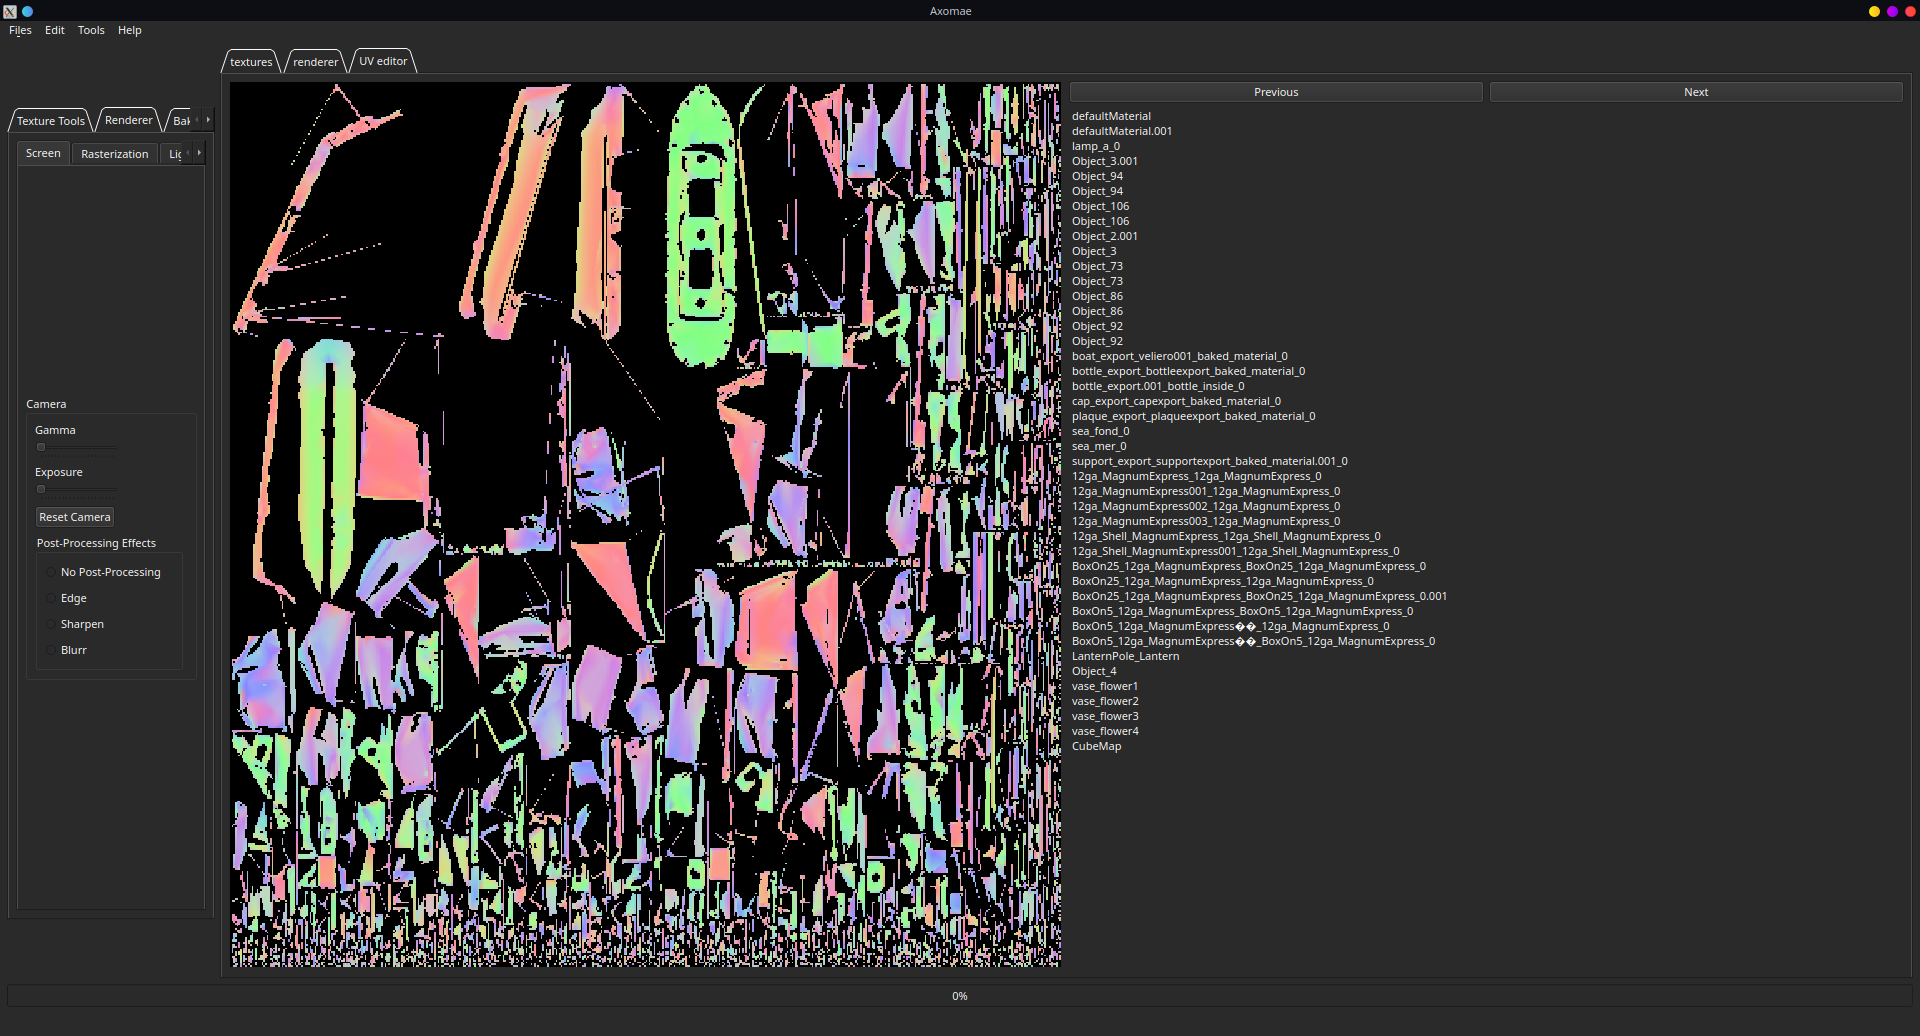 Axomae
Files Edit Tools Help
textures renderer UV editor
Texture Tools Renderer Bak
Screen Rasterization Lig
Camera
Gamma
Exposure
Reset Camera
Post-Processing Effects
No Post-Processing
Edge
Sharpen
Blurr
Previous Next
defaultMaterial
defaultMaterial.001
lamp_a_0
Object_3.001
Object_94
Object_94
Object_106
Object_106
Object_2.001
Object_3
Object_73
Object_73
Object_86
Object_86
Object_92
Object_92
boat_export_veliero001_baked_material_0
bottle_export_bottleexport_baked_material_0
bottle_export.001_bottle_inside_0
cap_export_capexport_baked_material_0
plaque_export_plaqueexport_baked_material_0
sea_fond_0
sea_mer_0
support_export_supportexport_baked_material.001_0
12ga_MagnumExpress_12ga_MagnumExpress_0
12ga_MagnumExpress001_12ga_MagnumExpress_0
12ga_MagnumExpress002_12ga_MagnumExpress_0
12ga_MagnumExpress003_12ga_MagnumExpress_0
12ga_Shell_MagnumExpress_12ga_Shell_MagnumExpress_0
12ga_Shell_MagnumExpress001_12ga_Shell_MagnumExpress_0
BoxOn25_12ga_MagnumExpress_BoxOn25_12ga_MagnumExpress_0
BoxOn25_12ga_MagnumExpress_12ga_MagnumExpress_0
BoxOn25_12ga_MagnumExpress_BoxOn25_12ga_MagnumExpress_0.001
BoxOn5_12ga_MagnumExpress_BoxOn5_12ga_MagnumExpress_0
BoxOn5_12ga_MagnumExpress��_12ga_MagnumExpress_0
BoxOn5_12ga_MagnumExpress��_BoxOn5_12ga_MagnumExpress_0
LanternPole_Lantern
Object_4
vase_flower1
vase_flower2
vase_flower3
vase_flower4
CubeMap
0%